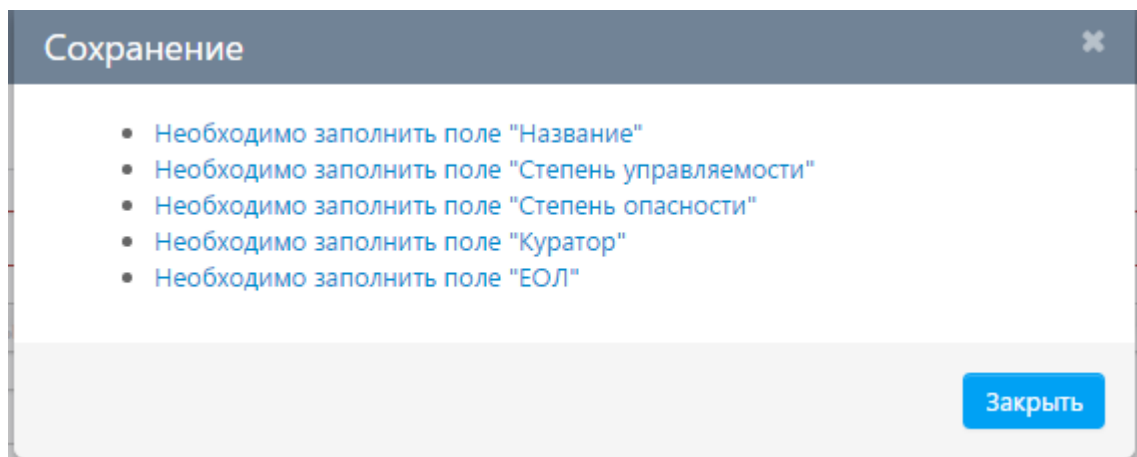 Сохранение
Необходимо заполнить поле "Название"
Необходимо заполнить поле "Степень управляемости"
Необходимо заполнить поле "Степень опасности"
Необходимо заполнить поле "Куратор"
Необходимо заполнить поле "ЕОЛ"
Закрыть